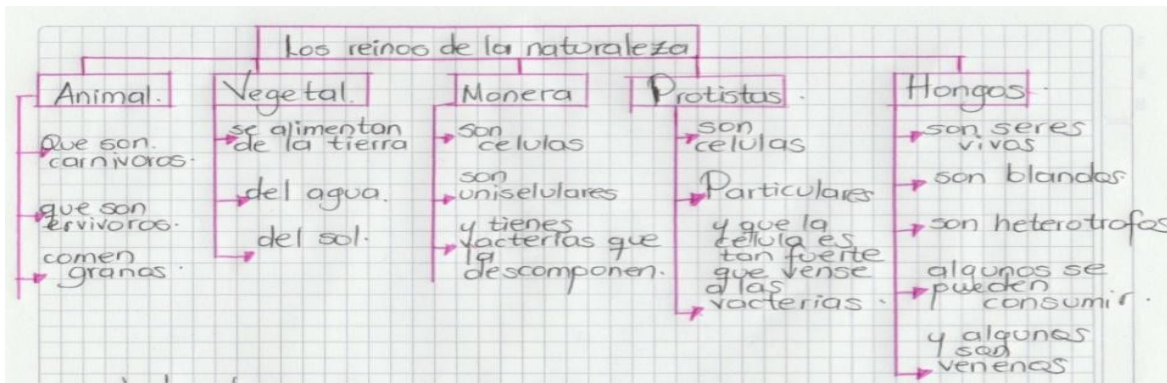 Los reinos de la naturaleza
Animal.
Que son.
carnivoros.
que son
ervivoros.
comen
granos.
Vegetal.
se alimentan
de la tierra
del agua.
del sol.
Monera
son
celulas
son
uniselulares
y tienes
vacterias que
la
descomponen.
Protistas.
son
celulas
Particulares
y que la
celula es
tan fuerte
que vense
a las
vacterias.
Hongos.
son seres
vivos
son blandos
son heterotrofos
algunos se
pueden
consumir.
y algunos
son
venenos